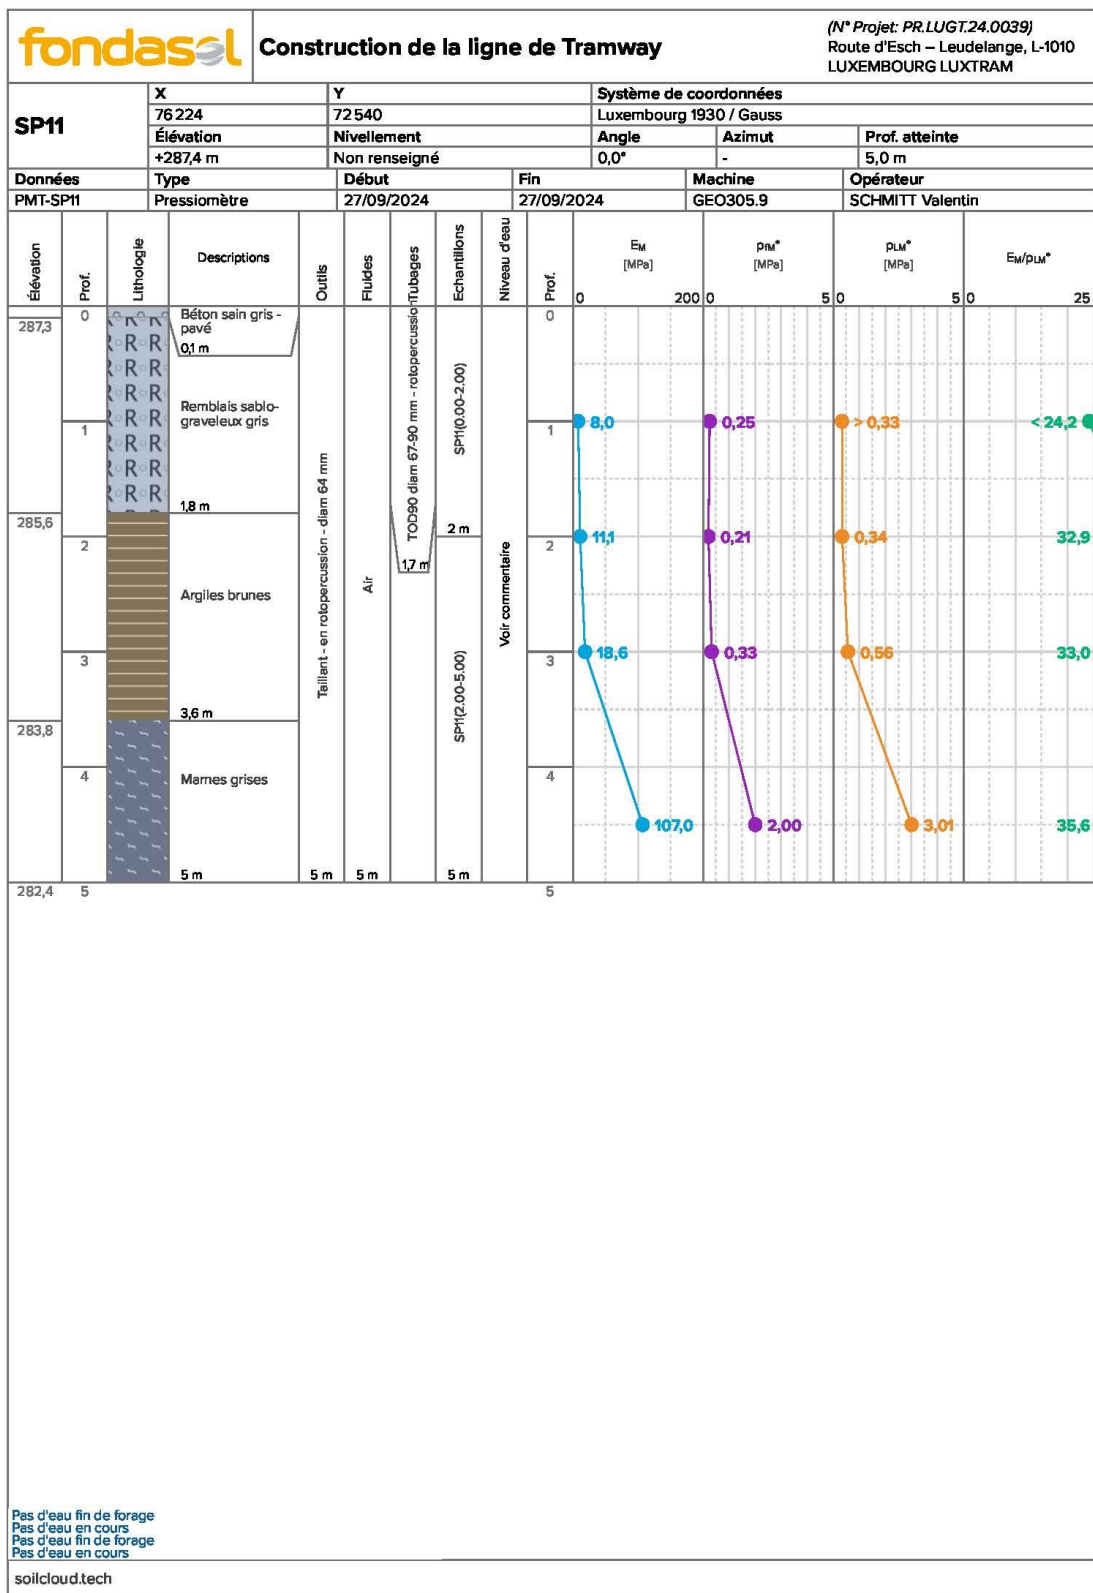 fondasol
Construction de la ligne de Tramway
(N° Projet: PR.LUGT.24.0039)
Route d'Esch – Leudelange, L-1010
LUXEMBOURG LUXTRAM
SP11
X
Y
Système de coordonnées
76 224
72 540
Luxembourg 1930 / Gauss
Élévation
Nivellement
Angle
Azimut
Prof. atteinte
+287,4 m
Non renseigné
0,0°
-
5,0 m
Données
Type
Début
Fin
Machine
Opérateur
PMT-SP11
Pressiomètre
27/09/2024
27/09/2024
GEO305.9
SCHMITT Valentin
Élévation
Prof.
Lithologie
Descriptions
Outils
Fluides
Tubages
Echantillons
Niveau d'eau
Prof.
EM
[MPa]
0 200
pfM*
[MPa]
0 5
pLM*
[MPa]
0 5
EM/pLM*
0 25
287,3
285,6
283,8
282,4
0
1
2
3
4
5
R R R
R R R
R R R
R R R
R R R
R R R
R R R
R R R
Béton sain gris -
pavé
0,1 m
Remblais sablo-
graveleux gris
1,8 m
Argiles brunes
3,6 m
Marnes grises
5 m
Taillant - en rotopercussion - diam 64 mm
5 m
Air
5 m
TOD90 diam 67-90 mm - rotopercussion
1,7 m
SP11(0.00-2.00)
2 m
SP11(2.00-5.00)
5 m
Voir commentaire
0
1
2
3
4
5
8,0
0,25
> 0,33
< 24,2
11,1
0,21
0,34
32,9
18,6
0,33
0,56
33,0
107,0
2,00
3,01
35,6
Pas d'eau fin de forage
Pas d'eau en cours
Pas d'eau fin de forage
Pas d'eau en cours
soilcloud.tech